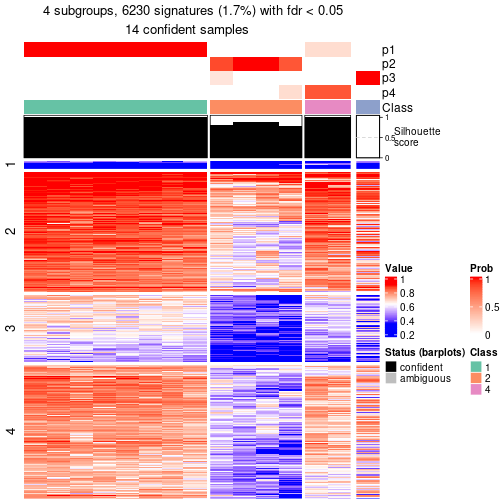 4 subgroups, 6230 signatures (1.7%) with fdr < 0.05
14 confident samples
p1
p2
p3
p4
Class
1
0.5
0
Silhouette
score
1
2
3
4
Value
1
0.8
0.6
0.4
0.2
Prob
1
0.5
0
Status (barplots)
confident
ambiguous
Class
1
2
4